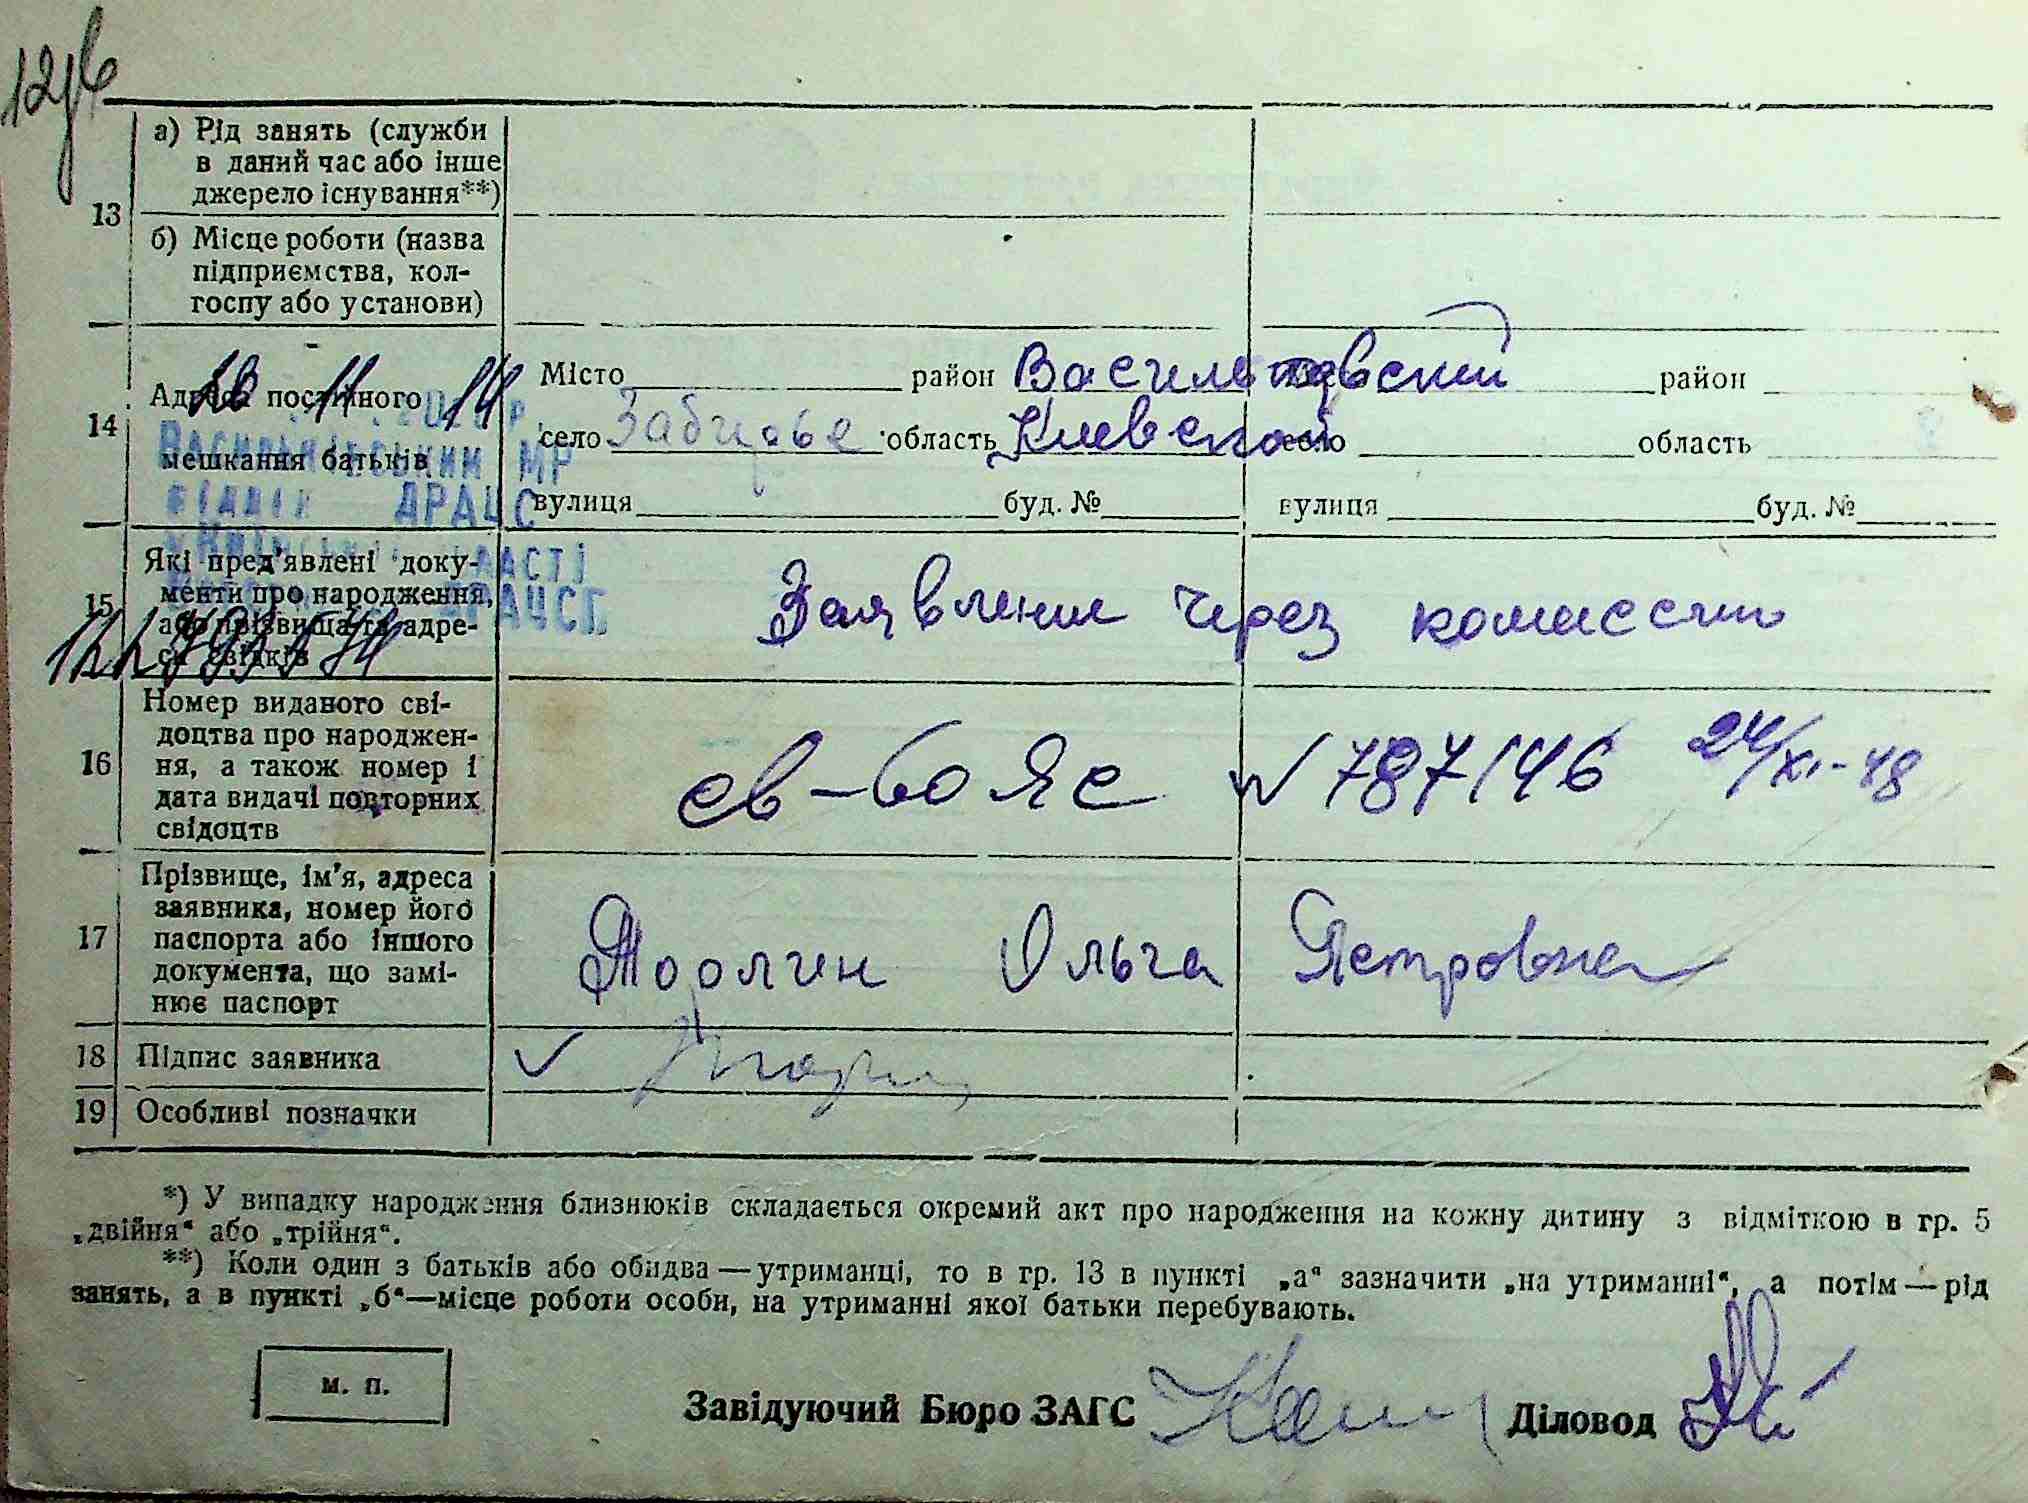 13
а) Рід занять (служби
в даний час або інше
джерело існування**)
б) Місце роботи (назва
підприємства, кол-
госпу або установи)
14
Адреса постійного
мешкання батьків
Місто район район
село Забирье область Киевской село область
вулиця буд. № вулиця буд. №
МР
ДРАЦС
15
Які пред'явлені доку-
менти про народження,
або прізвища та адре-
си свідків
Заявление через комиссию
16
Номер виданого сві-
доцтва про народжен-
ня, а також номер і
дата видачі повторних
свідоцтв
№ 787146 24/XI-48
17
Прізвище, ім'я, адреса
заявника, номер його
паспорта або іншого
документа, що замі-
нює паспорт
Ольга Петровна
18 Підпис заявника
19 Особливі позначки
*) У випадку народження близнюків складається окремий акт про народження на кожну дитину з відміткою в гр. 5
„двійня“ або „трійня“.
**) Коли один з батьків або обидва — утриманці, то в гр. 13 в пункті „а“ зазначити „на утриманні“, а потім — рід
занять, а в пункті „б“—місце роботи особи, на утриманні якої батьки перебувають.
м. п.
Завідуючий Бюро ЗАГС Діловод